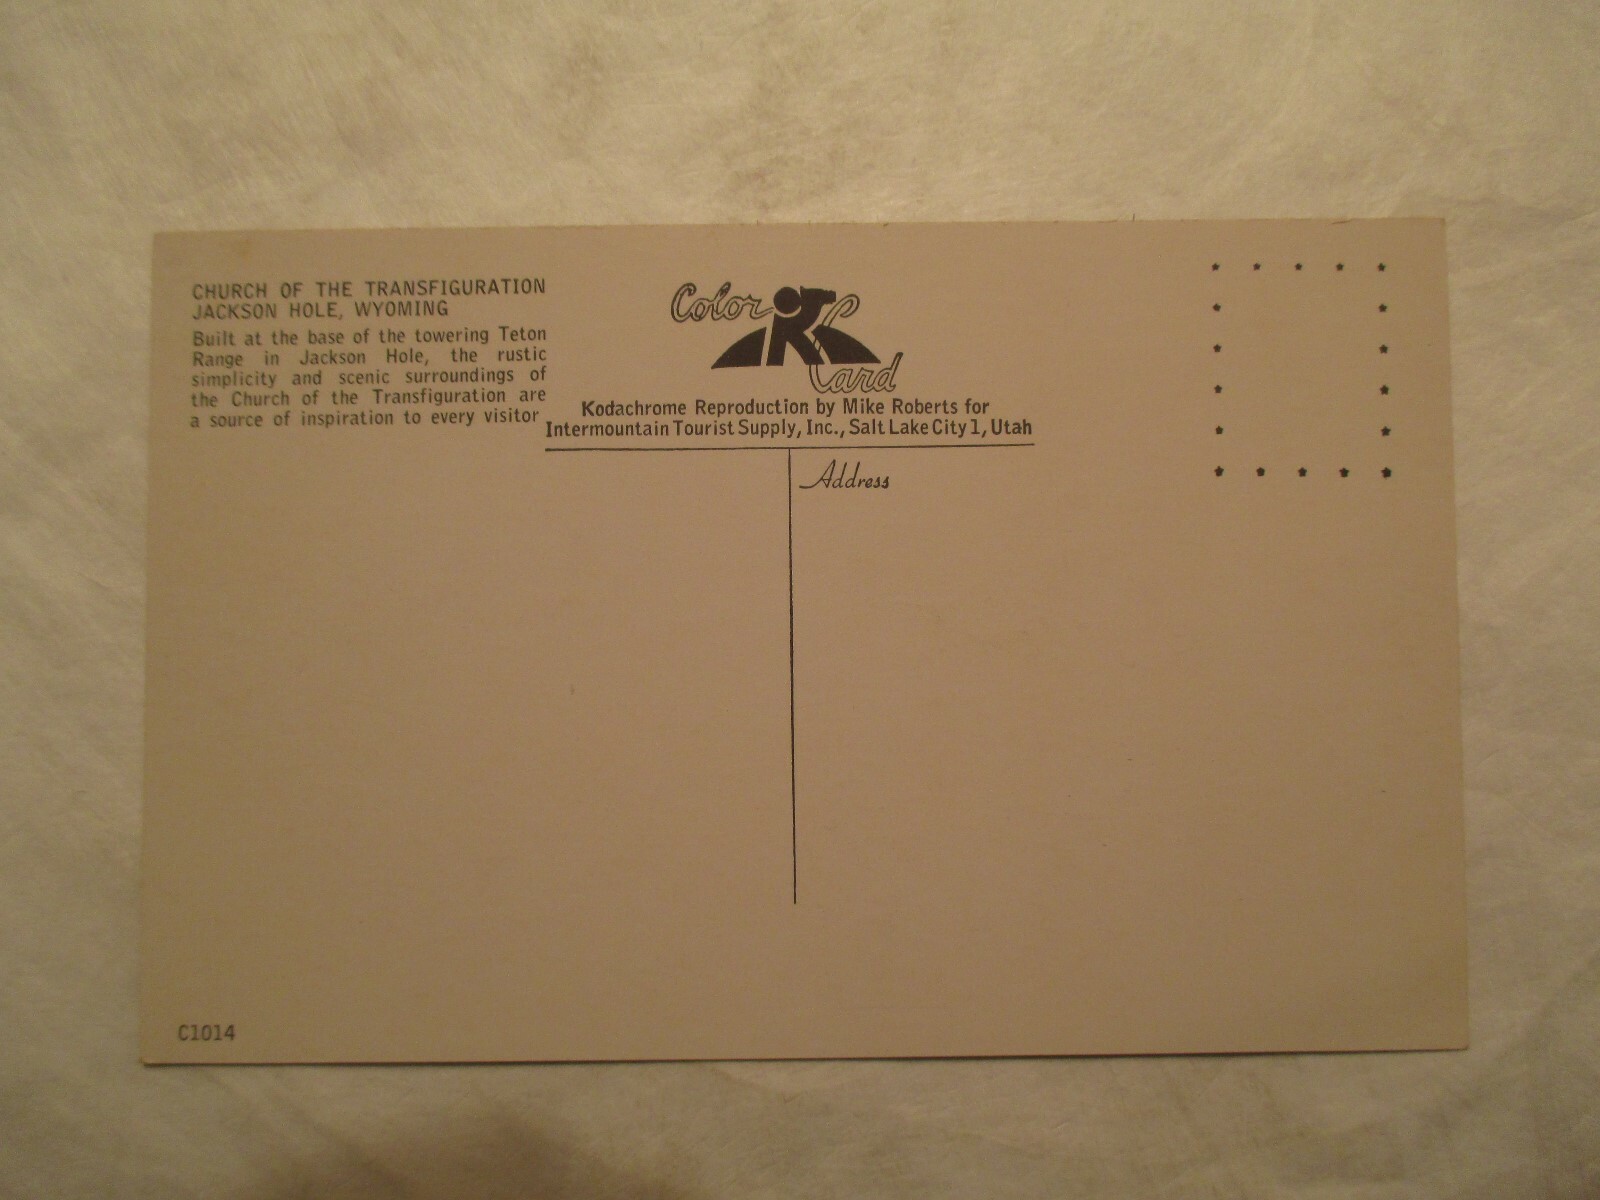 CHURCH OF THE TRANSFIGURATION
JACKSON HOLE, WYOMING
Built at the base of the towering Teton
Range in Jackson Hole, the rustic
simplicity and scenic surroundings of
the Church of the Transfiguration are
a source of inspiration to every visitor
Color
R
Card
Kodachrome Reproduction by Mike Roberts for
Intermountain Tourist Supply, Inc., Salt Lake City 1, Utah
Address
C1014